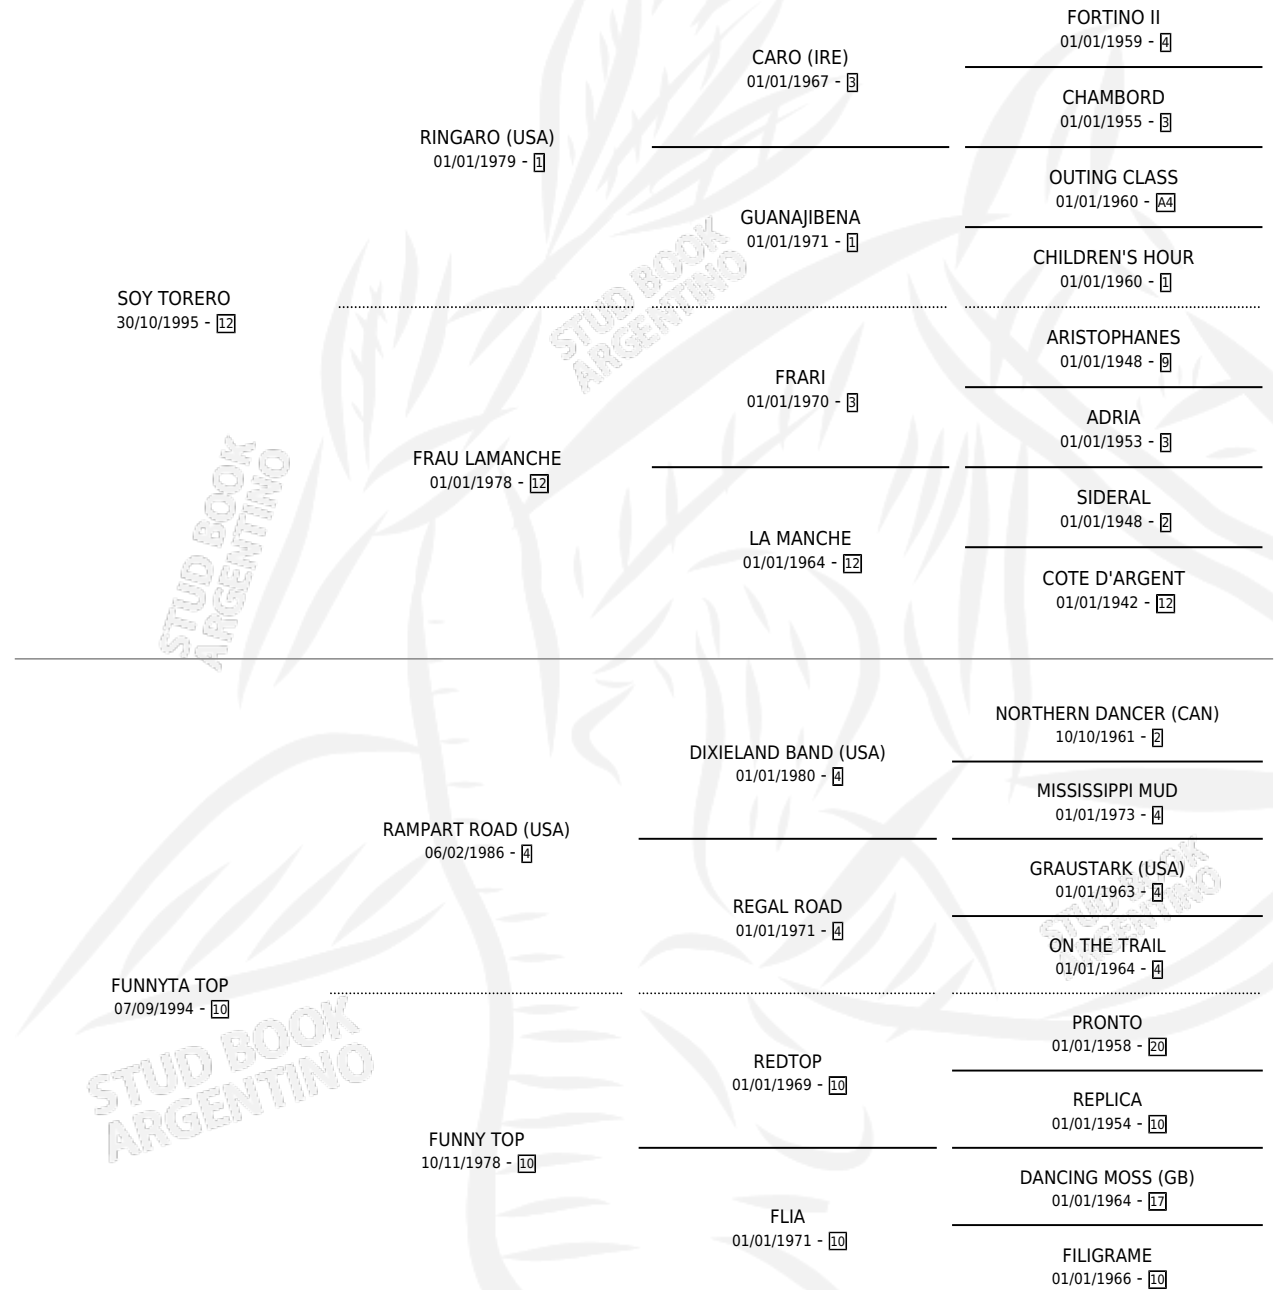 FORTINO II
01/01/1959 - 4
CARO (IRE)
01/01/1967 - 3
CHAMBORD
01/01/1955 - 3
RINGARO (USA)
01/01/1979 - 1
OUTING CLASS
01/01/1960 - A4
GUANAJIBENA
01/01/1971 - 1
CHILDREN'S HOUR
01/01/1960 - 1
SOY TORERO
30/10/1995 - 12
ARISTOPHANES
01/01/1948 - 9
FRARI
01/01/1970 - 3
ADRIA
01/01/1953 - 3
FRAU LAMANCHE
01/01/1978 - 12
SIDERAL
01/01/1948 - 2
LA MANCHE
01/01/1964 - 12
COTE D'ARGENT
01/01/1942 - 12
NORTHERN DANCER (CAN)
10/10/1961 - 2
DIXIELAND BAND (USA)
01/01/1980 - 4
MISSISSIPPI MUD
01/01/1973 - 4
RAMPART ROAD (USA)
06/02/1986 - 4
GRAUSTARK (USA)
01/01/1963 - 4
REGAL ROAD
01/01/1971 - 4
ON THE TRAIL
01/01/1964 - 4
FUNNYTA TOP
07/09/1994 - 10
PRONTO
01/01/1958 - 20
REDTOP
01/01/1969 - 10
REPLICA
01/01/1954 - 10
FUNNY TOP
10/11/1978 - 10
DANCING MOSS (GB)
01/01/1964 - 17
FLIA
01/01/1971 - 10
FILIGRAME
01/01/1966 - 10
STUD BOOK
ARGENTINO
STUD BOOK
ARGENTINO
STUD BOOK
ARGENTINO
STUD BOOK
ARGENTINO